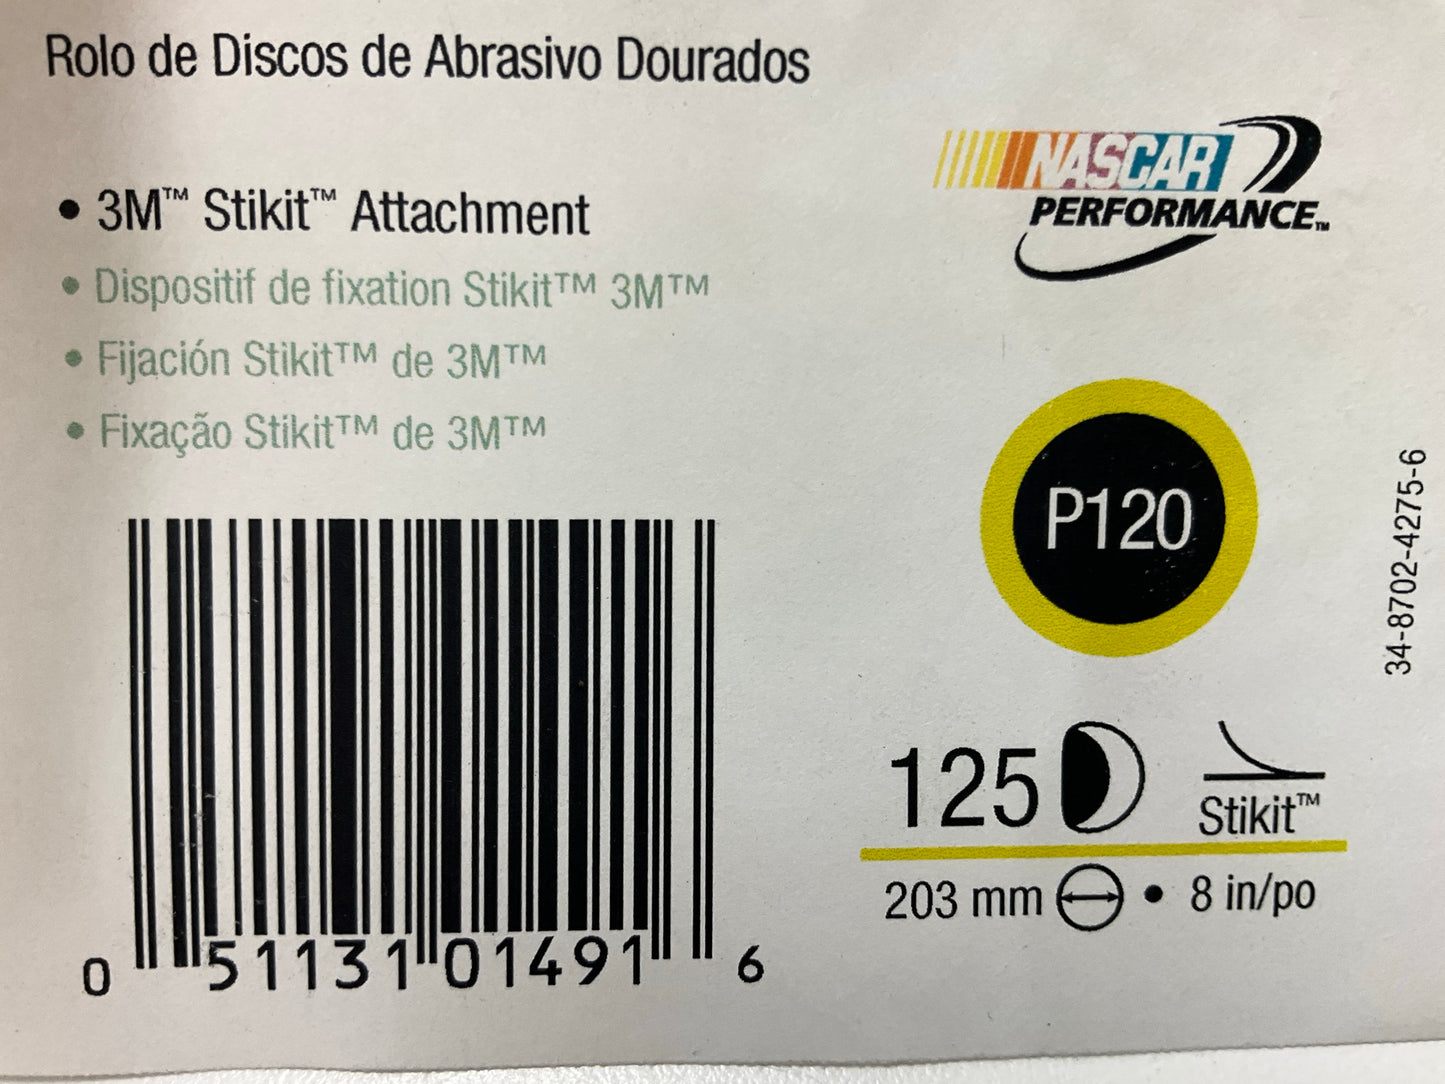 Rolo de Discos de Abrasivo Dourados
NASCAR
PERFORMANCE™
• 3M™ Stikit™ Attachment
• Dispositif de fixation Stikit™ 3M™
• Fijación Stikit™ de 3M™
• Fixação Stikit™ de 3M™
P120
34-8702-4275-6
125
Stikit™
203 mm • 8 in/po
0 51131 01491 6